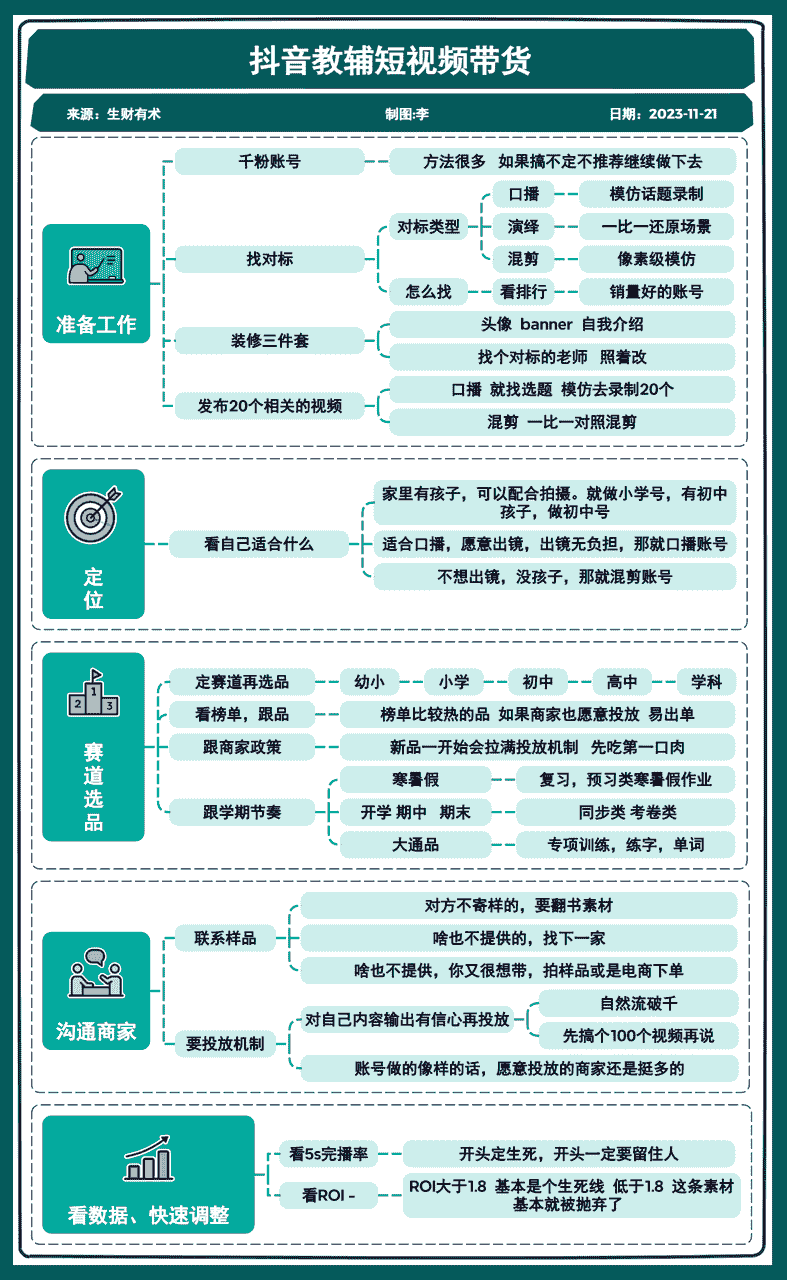 抖音教辅短视频带货
来源：生财有术
制图:李
日期：2023-11-21
准备工作
千粉账号
方法很多 如果搞不定不推荐继续做下去
找对标
对标类型
口播
模仿话题录制
演绎
一比一还原场景
混剪
像素级模仿
怎么找
看排行
销量好的账号
装修三件套
头像 banner 自我介绍
找个对标的老师 照着改
发布20个相关的视频
口播 就找选题 模仿去录制20个
混剪 一比一对照混剪
定
位
看自己适合什么
家里有孩子，可以配合拍摄。就做小学号，有初中
孩子，做初中号
适合口播，愿意出镜，出镜无负担，那就口播账号
不想出镜，没孩子，那就混剪账号
2
1
3
赛
道
选
品
定赛道再选品
幼小
小学
初中
高中
学科
看榜单，跟品
榜单比较热的品 如果商家也愿意投放 易出单
跟商家政策
新品一开始会拉满投放机制 先吃第一口肉
跟学期节奏
寒暑假
复习，预习类寒暑假作业
开学 期中 期末
同步类 考卷类
大通品
专项训练，练字，单词
沟通商家
联系样品
对方不寄样的，要翻书素材
啥也不提供的，找下一家
啥也不提供，你又很想带，拍样品或是电商下单
要投放机制
对自己内容输出有信心再投放
自然流破千
先搞个100个视频再说
账号做的像样的话，愿意投放的商家还是挺多的
看数据、快速调整
看5s完播率
开头定生死，开头一定要留住人
看ROI -
ROI大于1.8 基本是个生死线 低于1.8 这条素材
基本就被抛弃了